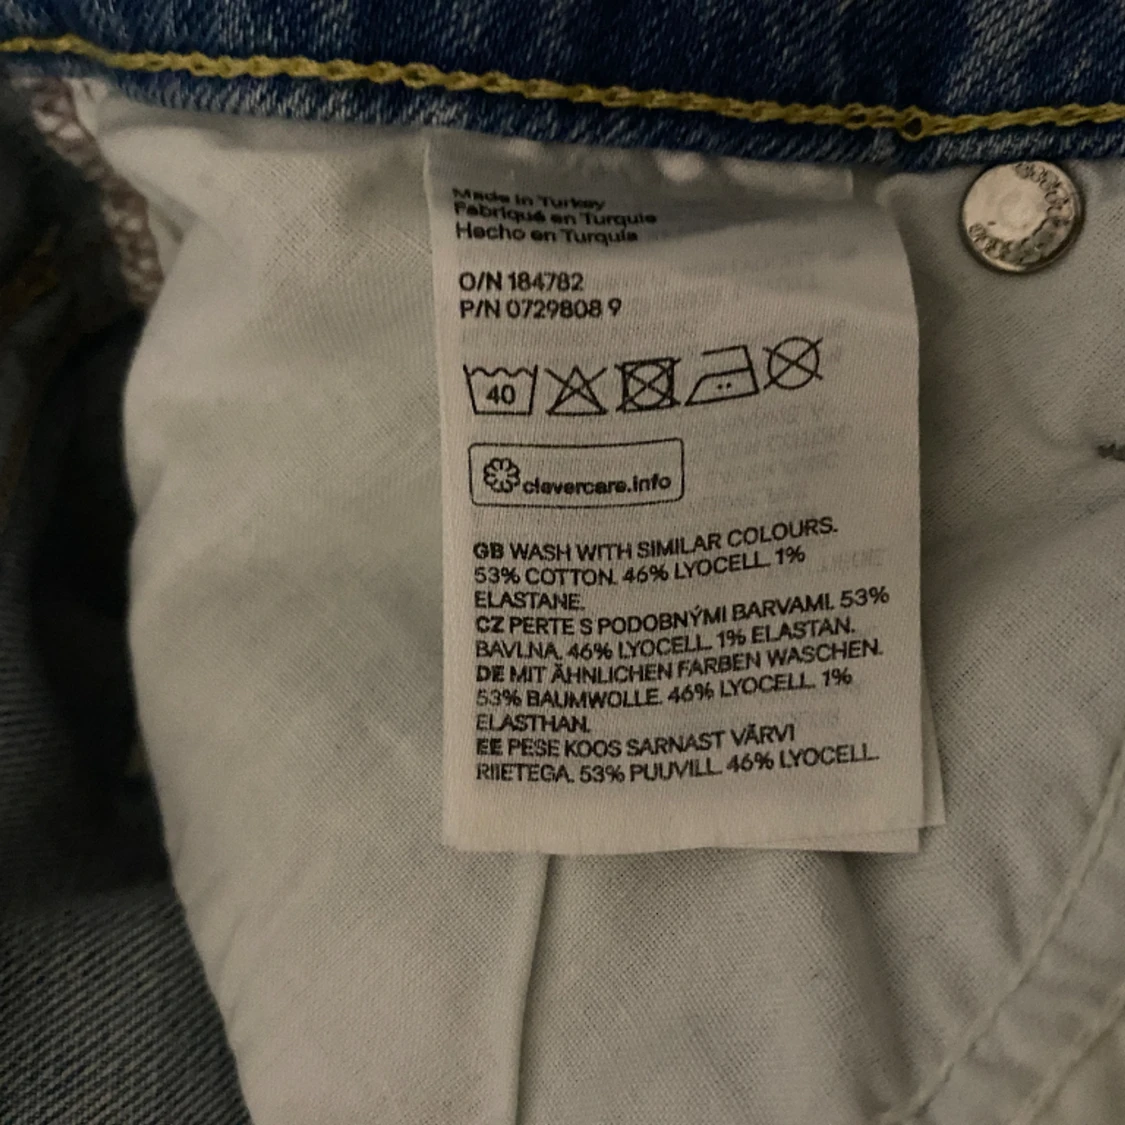 Made in Turkey
Fabriqué en Turquie
Hecho en Turquía
O/N 184782
P/N 0729808 9
40
clevercare.info
GB WASH WITH SIMILAR COLOURS.
53% COTTON. 46% LYOCELL. 1%
ELASTANE.
CZ PERTE S PODOBNÝMI BARVAMI. 53%
BAVLNA. 46% LYOCELL. 1% ELASTAN.
DE MIT ÄHNLICHEN FARBEN WASCHEN.
53% BAUMWOLLE. 46% LYOCELL. 1%
ELASTHAN.
EE PESE KOOS SARNAST VÄRVI
RIIETEGA. 53% PUUVILL. 46% LYOCELL.